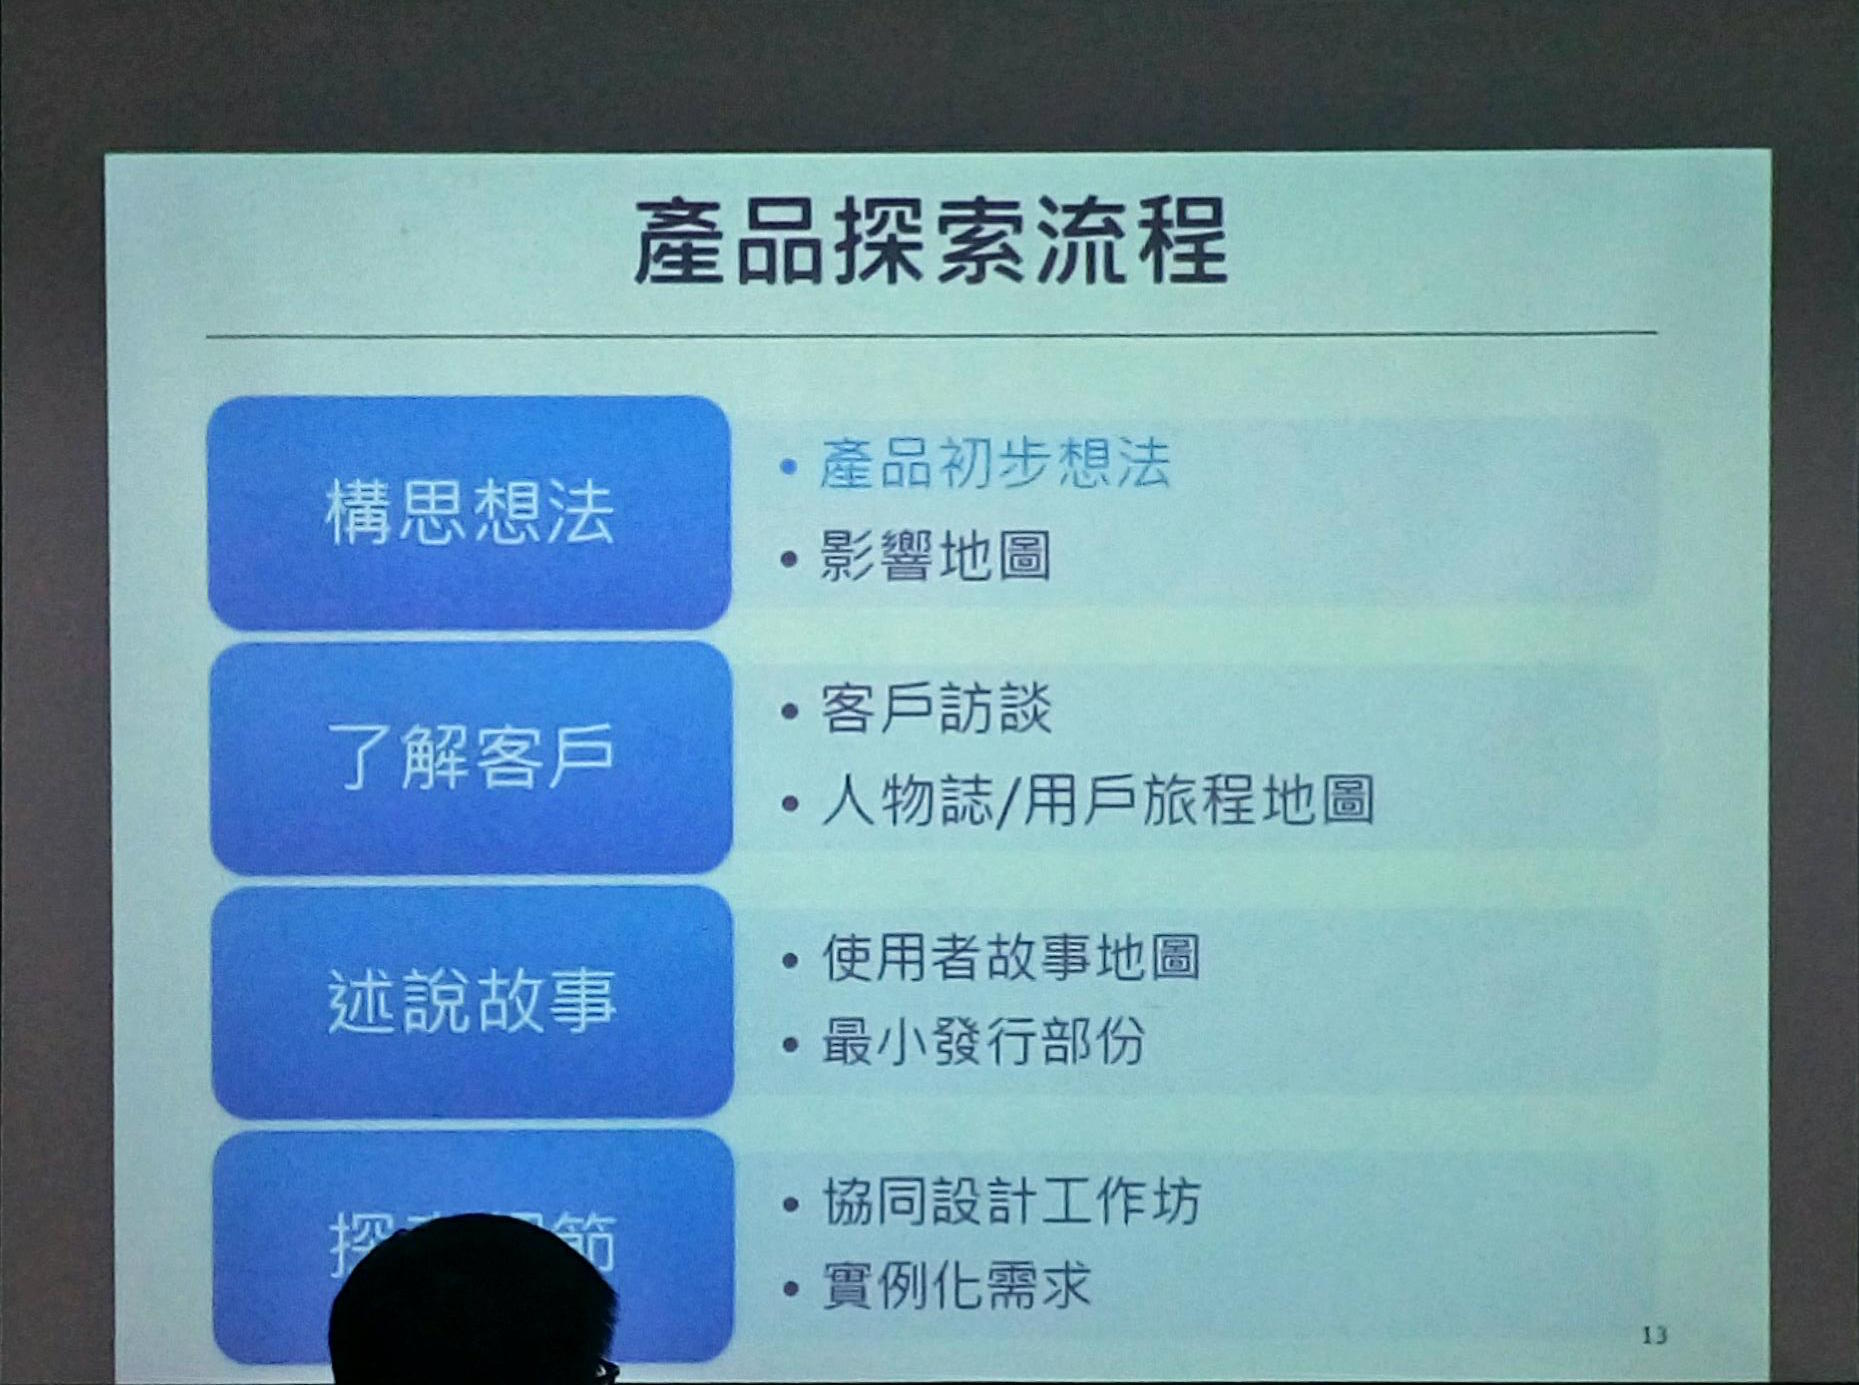 產品探索流程
構思想法
• 產品初步想法
• 影響地圖
了解客戶
• 客戶訪談
• 人物誌/用戶旅程地圖
述說故事
• 使用者故事地圖
• 最小發行部份
探
節
• 協同設計工作坊
• 實例化需求
13